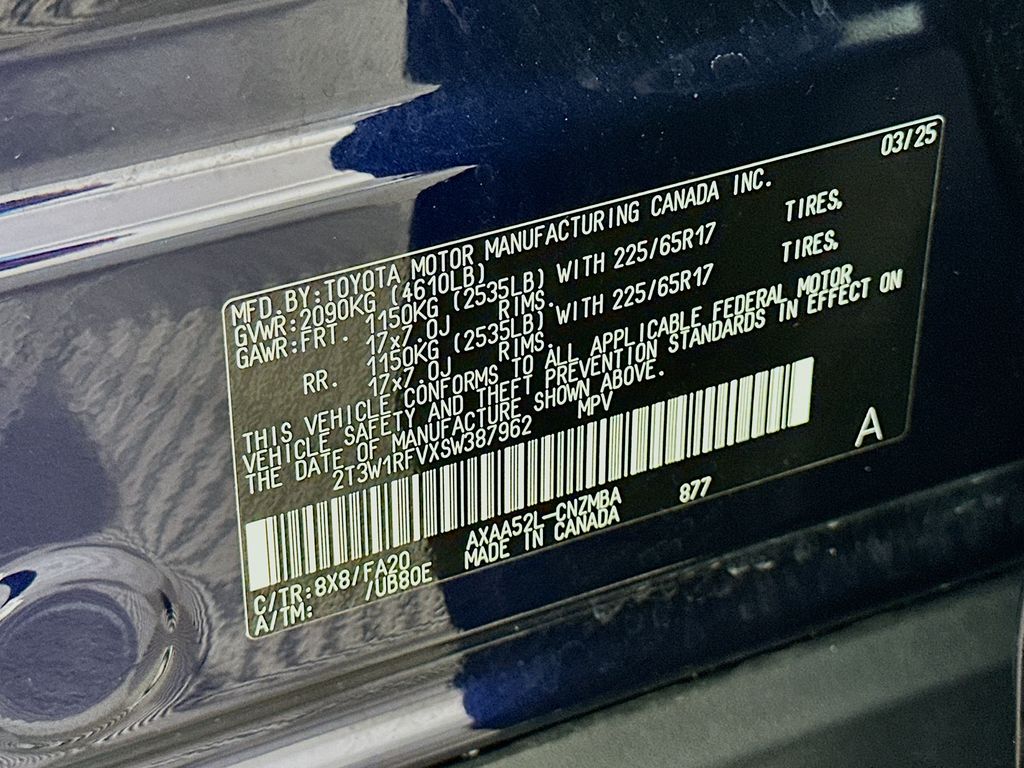 03/25
MFD.BY:TOYOTA MOTOR MANUFACTURING CANADA INC.
GVWR:2090KG (4610LB)
GAWR:FRT. 1150KG (2535LB) WITH 225/65R17 TIRES,
17x7.0J RIMS.
RR. 1150KG (2535LB) WITH 225/65R17 TIRES,
17x7.0J RIMS.
THIS VEHICLE CONFORMS TO ALL APPLICABLE FEDERAL MOTOR
VEHICLE SAFETY AND THEFT PREVENTION STANDARDS IN EFFECT ON
THE DATE OF MANUFACTURE SHOWN ABOVE.
2T3W1RFVXSW387962 MPV
A
C/TR:8X8/FA20 AXAA52L-CNZMBA 877
A/TM: /UB80E MADE IN CANADA